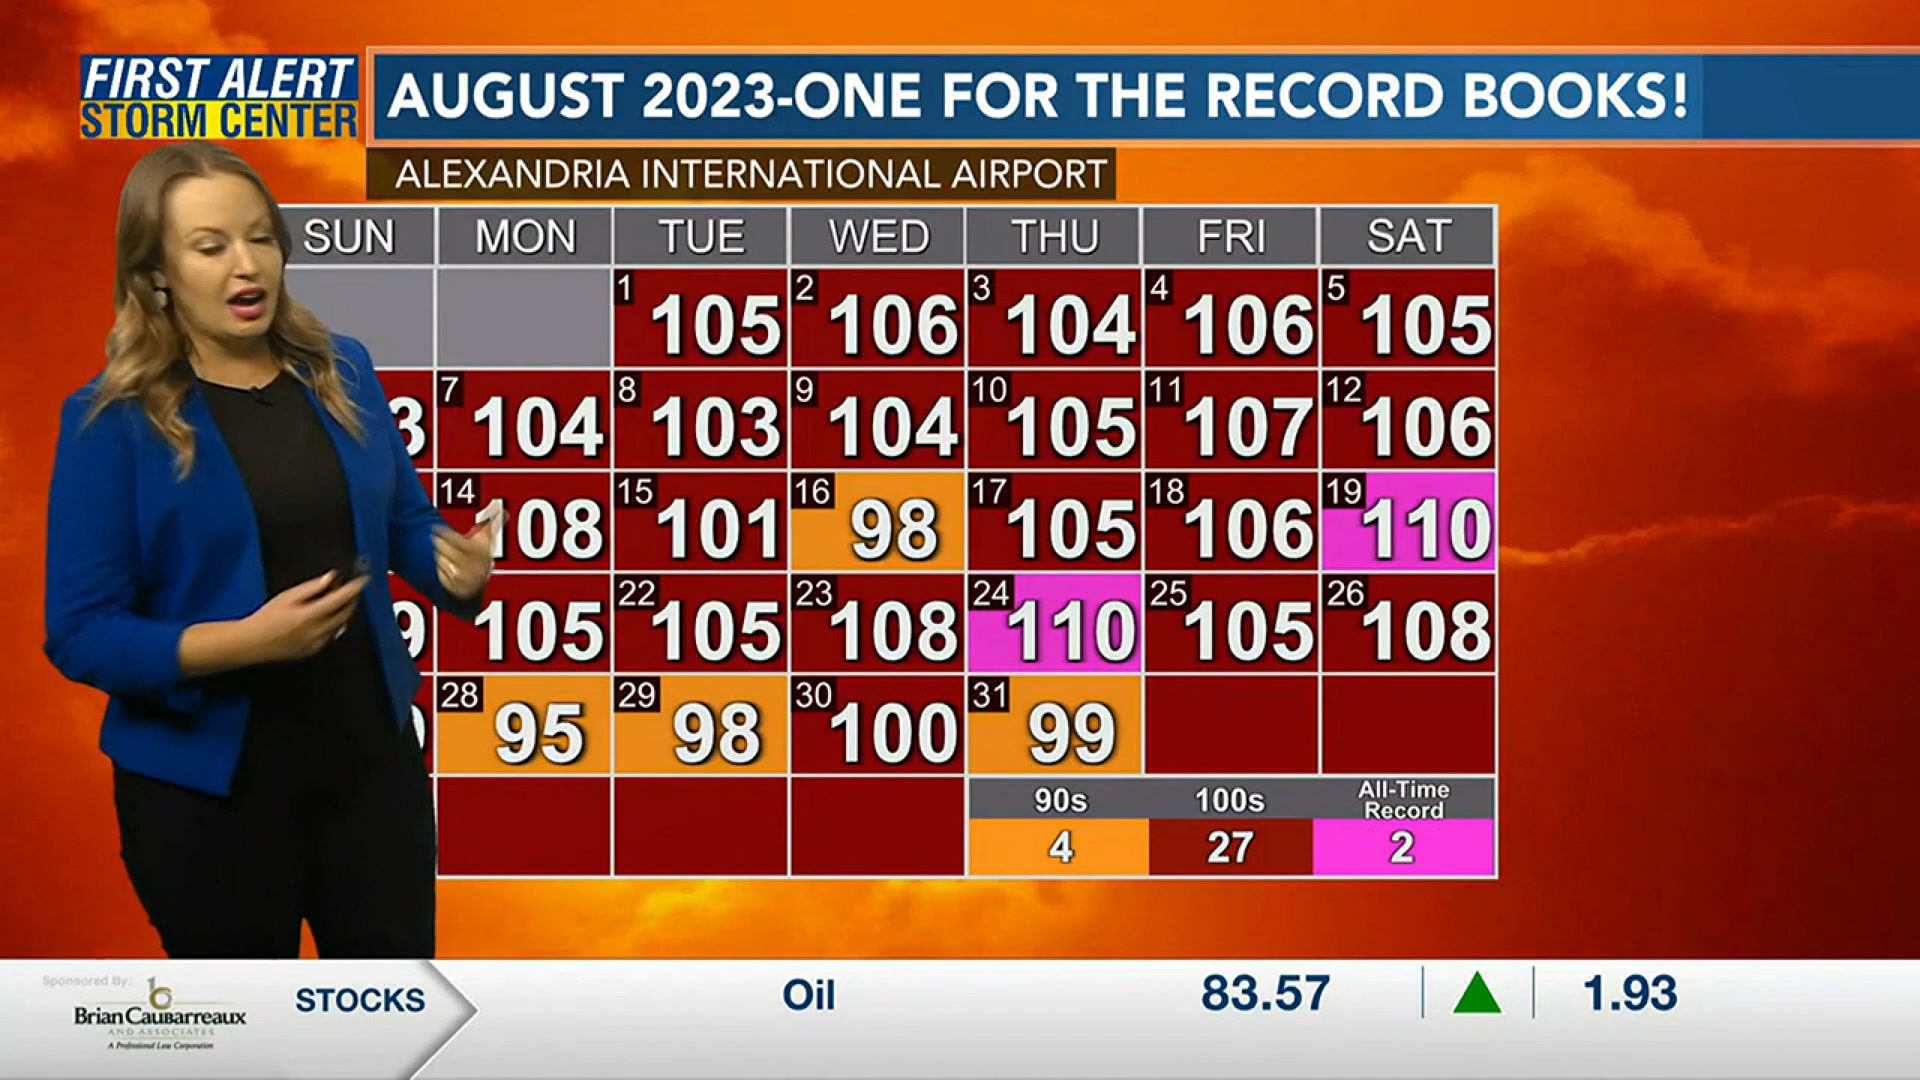 FIRST ALERT
STORM CENTER
AUGUST 2023-ONE FOR THE RECORD BOOKS!
ALEXANDRIA INTERNATIONAL AIRPORT
SUN MON TUE WED THU FRI SAT
1 105 2 106 3 104 4 106 5 105
3 7 104 8 103 9 104 10 105 11 107 12 106
14 108 15 101 16 98 17 105 18 106 19 110
9 105 22 105 23 108 24 110 25 105 26 108
28 95 29 98 30 100 31 99
90s 100s All-Time Record
4 27 2
Sponsored By:
Brian Caubarreaux
AND ASSOCIATES
A Professional Law Corporation
STOCKS Oil 83.57 1.93